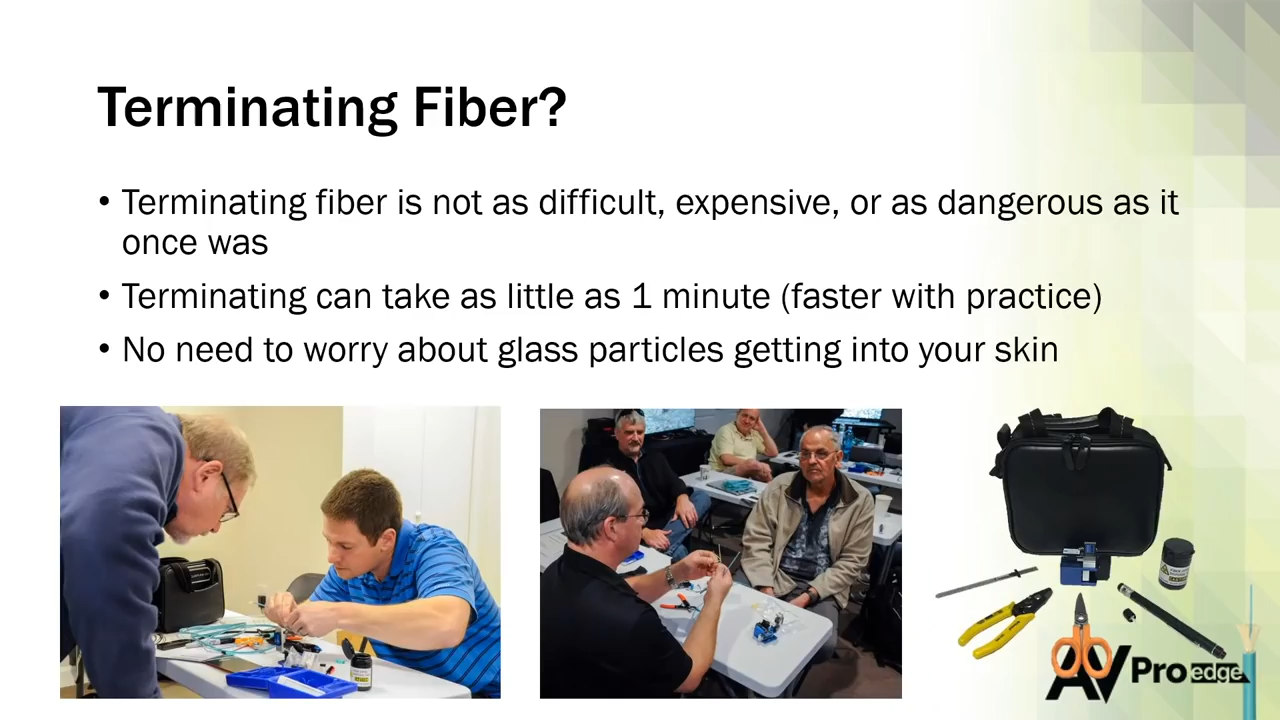 Terminating Fiber?
• Terminating fiber is not as difficult, expensive, or as dangerous as it
once was
• Terminating can take as little as 1 minute (faster with practice)
• No need to worry about glass particles getting into your skin
AV Pro edge